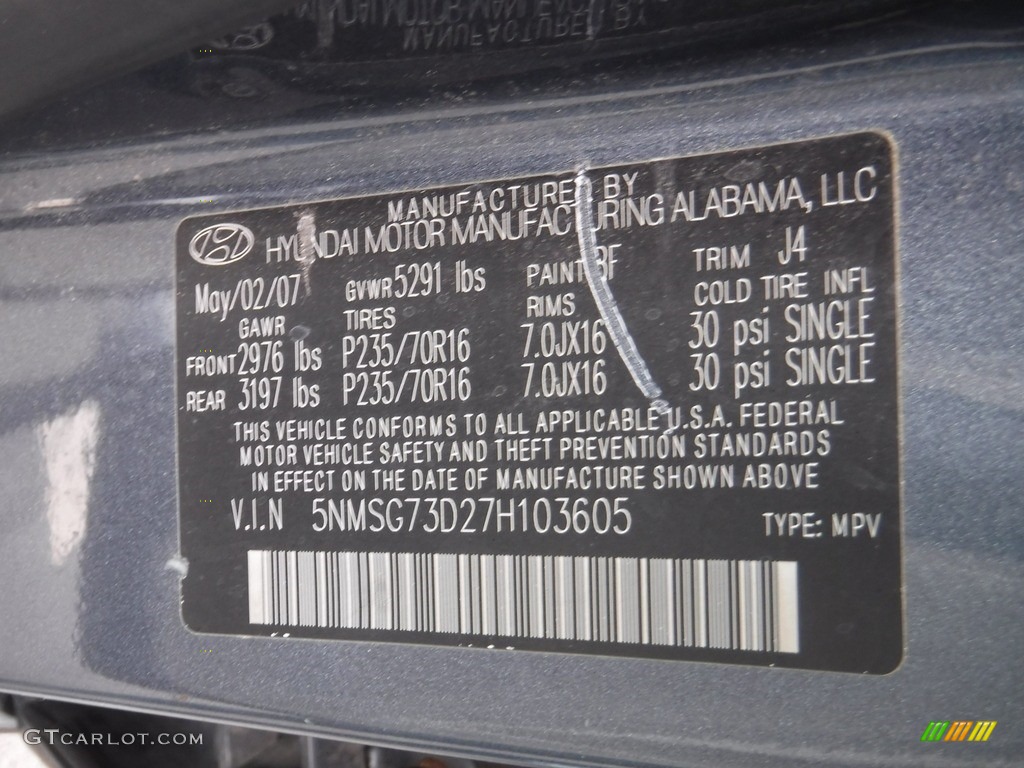 MANUFACTURED BY
HYUNDAI MOTOR MANUFACTURING ALABAMA, LLC
May/02/07 GVWR 5291 lbs PAINT BF TRIM J4
GAWR TIRES RIMS COLD TIRE INFL
FRONT 2976 lbs P235/70R16 7.0JX16 30 psi SINGLE
REAR 3197 lbs P235/70R16 7.0JX16 30 psi SINGLE
THIS VEHICLE CONFORMS TO ALL APPLICABLE U.S.A. FEDERAL
MOTOR VEHICLE SAFETY AND THEFT PREVENTION STANDARDS
IN EFFECT ON THE DATE OF MANUFACTURE SHOWN ABOVE
V.I.N 5NMSG73D27H103605 TYPE: MPV
GTCARLOT.COM